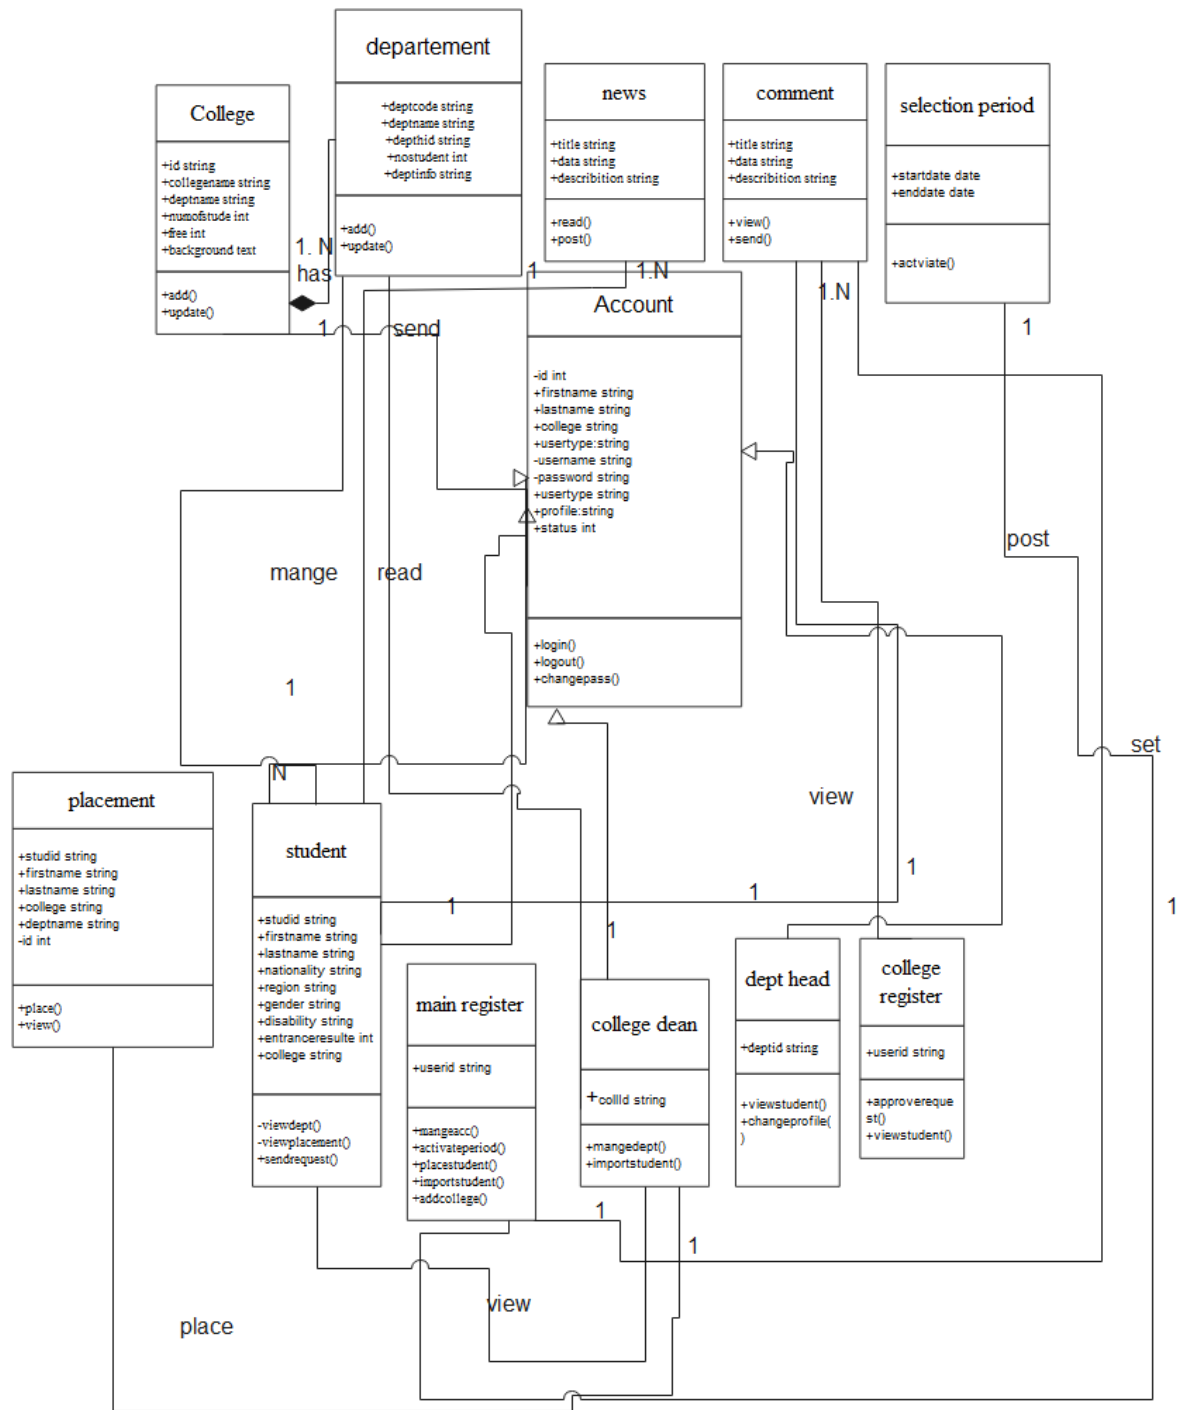 departement
+deptcode string
+deptname string
+depthid string
+nostudent int
+deptinfo string
+add()
+update()
College
+id string
+collegename string
+deptname string
+numofstude int
+free int
+background text
+add()
+update()
1. N
has
1
news
+title string
+data string
+describition string
+read()
+post()
comment
+title string
+data string
+describition string
+view()
+send()
selection period
+startdate date
+enddate date
+actviate()
1
1.N
1.N
1
send
Account
-id int
+firstname string
+lastname string
+college string
+usertype:string
-username string
-password string
+usertype string
+profile:string
+status int
+login()
+logout()
+changepass()
post
mange
read
1
set
N
view
placement
+studid string
+firstname string
+lastname string
+college string
+deptname string
-id int
+place()
+view()
student
+studid string
+firstname string
+lastname string
+nationality string
+region string
+gender string
+disability string
+entranceresulte int
+college string
-viewdept()
-viewplacement()
+sendrequest()
1
1
1
1
1
main register
+userid string
+mangeacc()
+activateperiod()
+placestudent()
+importstudent()
+addcollege()
college dean
+collId string
+mangedept()
+importstudent()
dept head
+deptid string
+viewstudent()
+changeprofile(
)
college
register
+userid string
+approvereque
st()
+viewstudent()
1
1
view
place